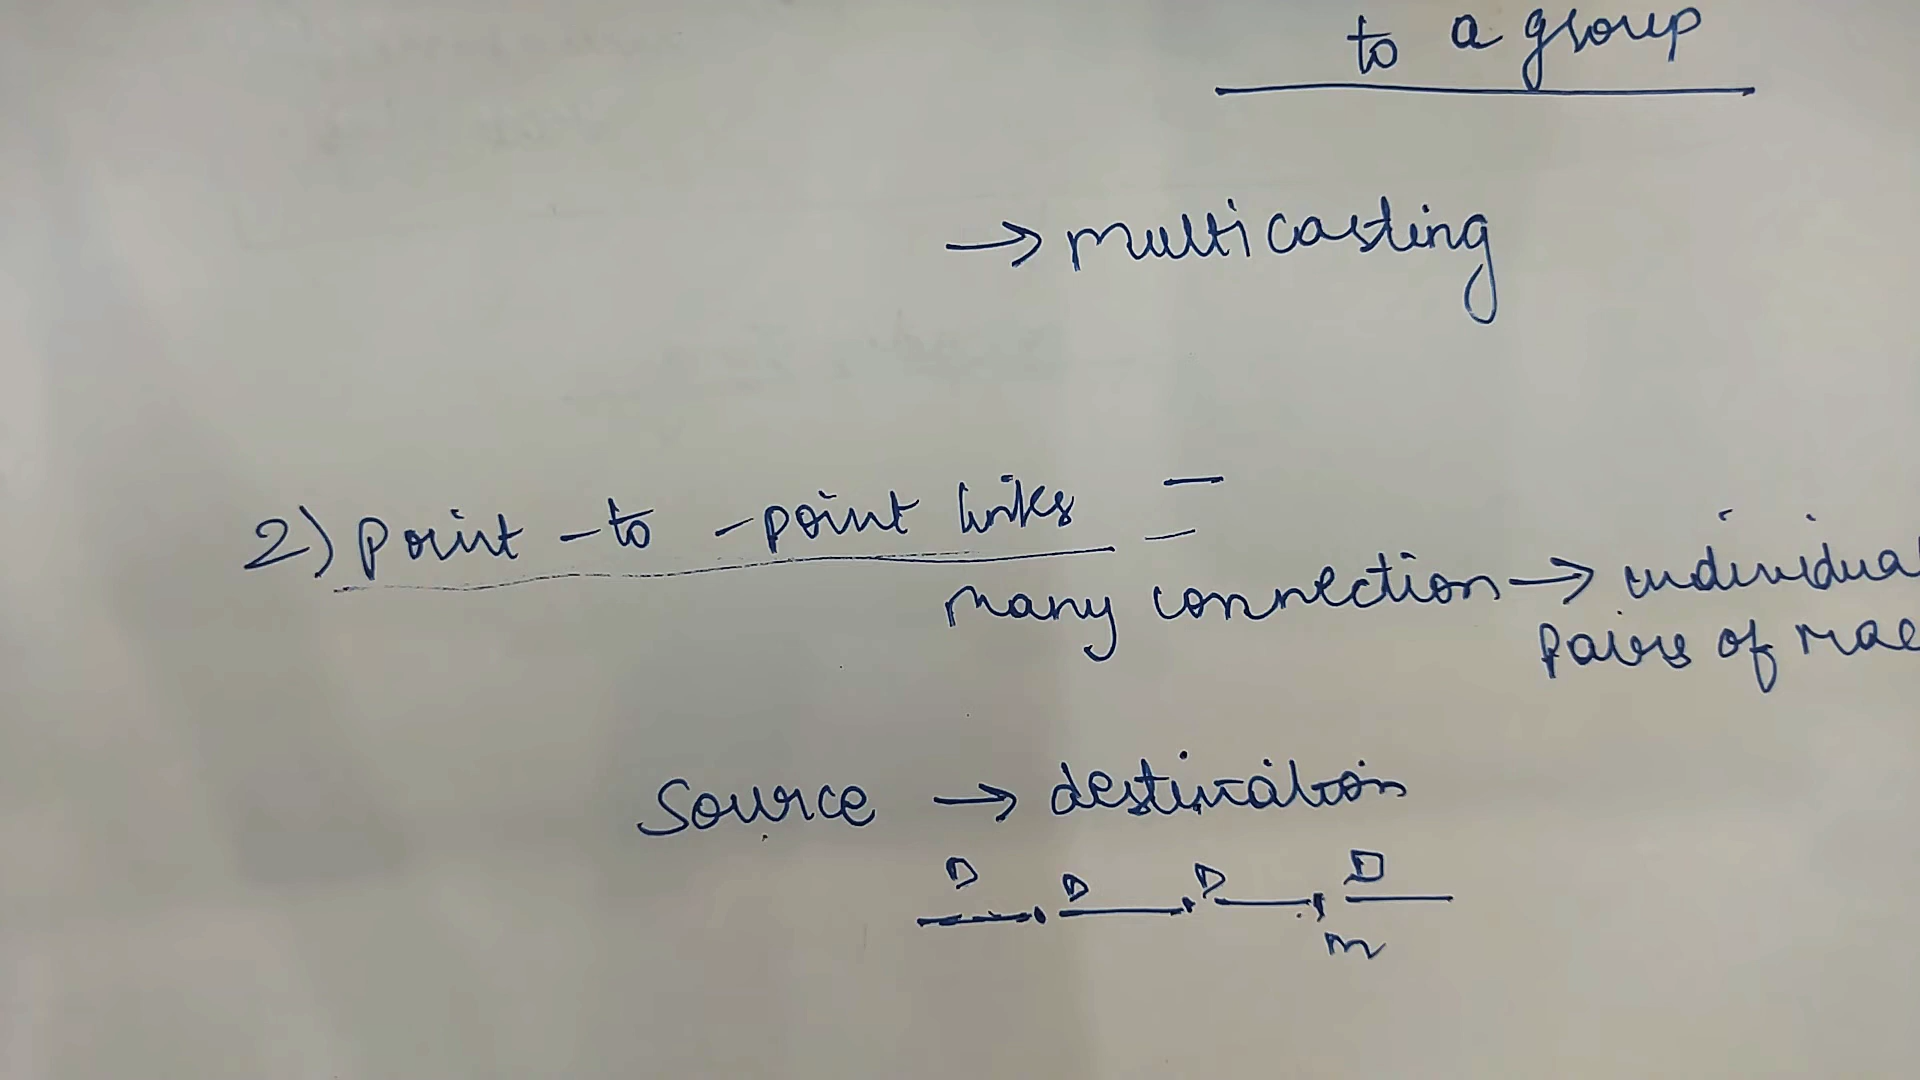 to a group
→ multicasting
2) Point-to-point links =
many connection → individua
Pairs of mac
Source → destination
D D D D
m